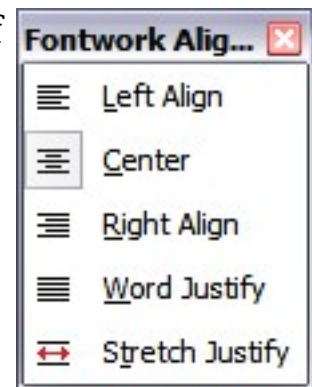 Fontwork Alig...
Left Align
Center
Right Align
Word Justify
Stretch Justify